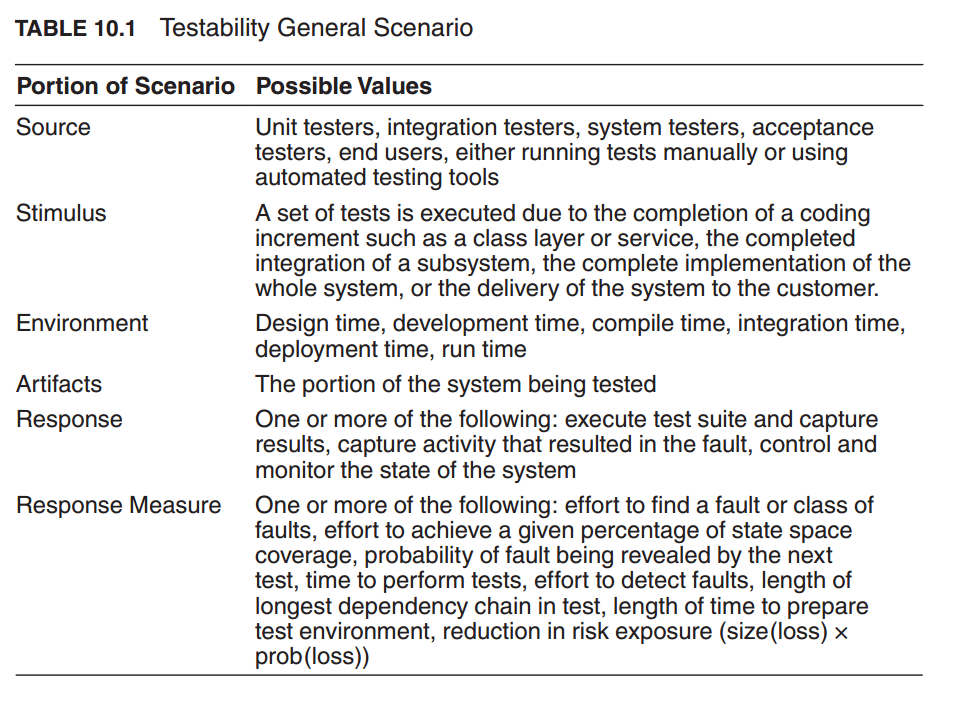 TABLE 10.1 Testability General Scenario
Portion of Scenario Possible Values
Source Unit testers, integration testers, system testers, acceptance
testers, end users, either running tests manually or using
automated testing tools
Stimulus A set of tests is executed due to the completion of a coding
increment such as a class layer or service, the completed
integration of a subsystem, the complete implementation of the
whole system, or the delivery of the system to the customer.
Environment Design time, development time, compile time, integration time,
deployment time, run time
Artifacts The portion of the system being tested
Response One or more of the following: execute test suite and capture
results, capture activity that resulted in the fault, control and
monitor the state of the system
Response Measure One or more of the following: effort to find a fault or class of
faults, effort to achieve a given percentage of state space
coverage, probability of fault being revealed by the next
test, time to perform tests, effort to detect faults, length of
longest dependency chain in test, length of time to prepare
test environment, reduction in risk exposure (size(loss) ×
prob(loss))